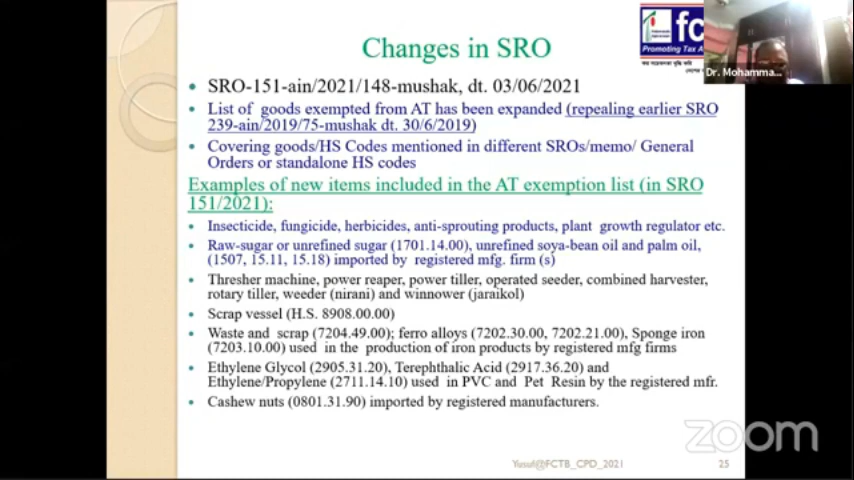 Changes in SRO
fc
Promoting Tax A
Dr. Mohamma...
• SRO-151-ain/2021/148-mushak, dt. 03/06/2021
• List of goods exempted from AT has been expanded (repealing earlier SRO
239-ain/2019/75-mushak dt. 30/6/2019)
• Covering goods/HS Codes mentioned in different SROs/memo/ General
Orders or standalone HS codes
Examples of new items included in the AT exemption list (in SRO
151/2021):
• Insecticide, fungicide, herbicides, anti-sprouting products, plant growth regulator etc.
• Raw-sugar or unrefined sugar (1701.14.00), unrefined soya-bean oil and palm oil,
(1507, 15.11, 15.18) imported by registered mfg. firm (s)
• Thresher machine, power reaper, power tiller, operated seeder, combined harvester,
rotary tiller, weeder (nirani) and winnower (jaraikol)
• Scrap vessel (H.S. 8908.00.00)
• Waste and scrap (7204.49.00); ferro alloys (7202.30.00, 7202.21.00), Sponge iron
(7203.10.00) used in the production of iron products by registered mfg firms
• Ethylene Glycol (2905.31.20), Terephthalic Acid (2917.36.20) and
Ethylene/Propylene (2711.14.10) used in PVC and Pet Resin by the registered mfr.
• Cashew nuts (0801.31.90) imported by registered manufacturers.
zoom
Yusuf@FCTB_CPD_2021
25